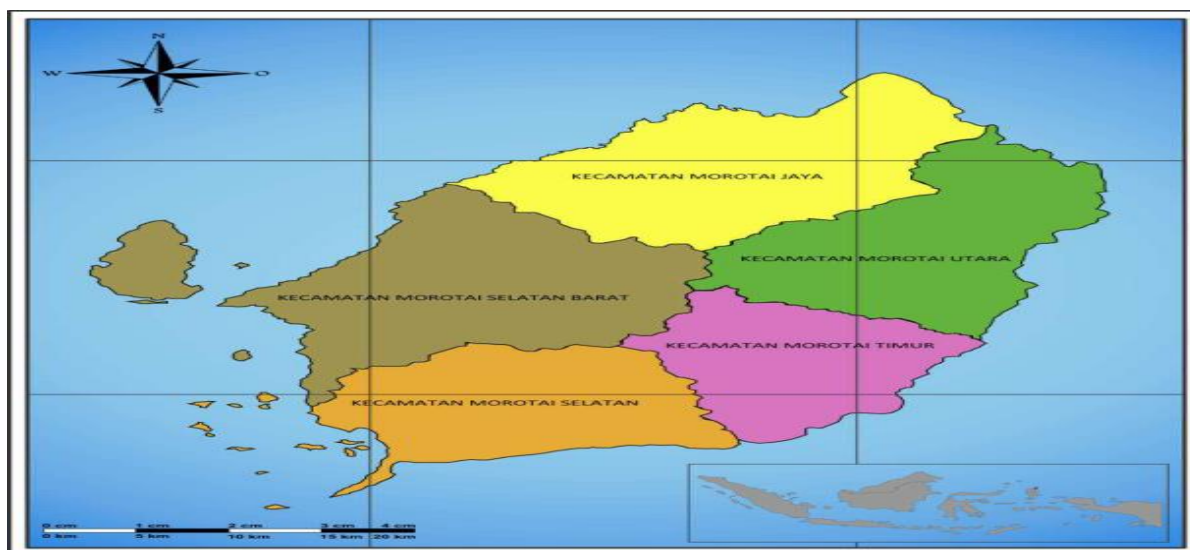 N
W O
S
KECAMATAN MOROTAI JAYA
KECAMATAN MOROTAI UTARA
KECAMATAN MOROTAI SELATAN BARAT
KECAMATAN MOROTAI TIMUR
KECAMATAN MOROTAI SELATAN
0 cm 1 cm 2 cm 3 cm 4 cm
0 km 5 km 10 km 15 km 20 km